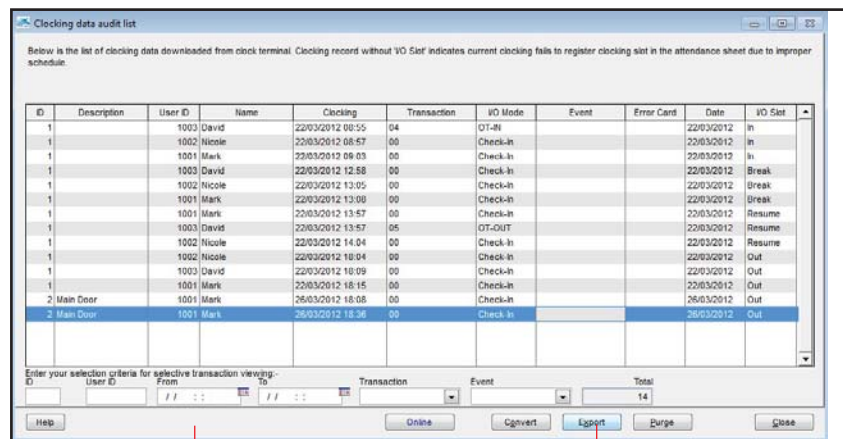 Clocking data audit list
Below is the list of clocking data downloaded from clock terminal. Clocking record without 'I/O Slot' indicates current clocking fails to register clocking slot in the attendance sheet due to improper
schedule.
ID Description User ID Name Clocking Transaction I/O Mode Event Error Card Date I/O Slot
1 1003 David 22/03/2012 08:55 04 OT-IN 22/03/2012 In
1 1002 Nicole 22/03/2012 08:57 00 Check-In 22/03/2012 In
1 1001 Mark 22/03/2012 09:03 00 Check-In 22/03/2012 In
1 1003 David 22/03/2012 12:58 00 Check-In 22/03/2012 Break
1 1002 Nicole 22/03/2012 13:05 00 Check-In 22/03/2012 Break
1 1001 Mark 22/03/2012 13:08 00 Check-In 22/03/2012 Break
1 1001 Mark 22/03/2012 13:57 00 Check-In 22/03/2012 Resume
1 1003 David 22/03/2012 13:57 05 OT-OUT 22/03/2012 Resume
1 1002 Nicole 22/03/2012 14:04 00 Check-In 22/03/2012 Resume
1 1002 Nicole 22/03/2012 18:04 00 Check-In 22/03/2012 Out
1 1003 David 22/03/2012 18:09 00 Check-In 22/03/2012 Out
1 1001 Mark 22/03/2012 18:15 00 Check-In 22/03/2012 Out
2 Main Door 1001 Mark 26/03/2012 18:08 00 Check-In 26/03/2012 Out
2 Main Door 1001 Mark 26/03/2012 18:36 00 Check-In 26/03/2012 Out
Enter your selection criteria for selective transaction viewing:-
ID User ID From To Transaction Event Total
/ / : : / / : : 14
Help Online Convert Export Purge Close